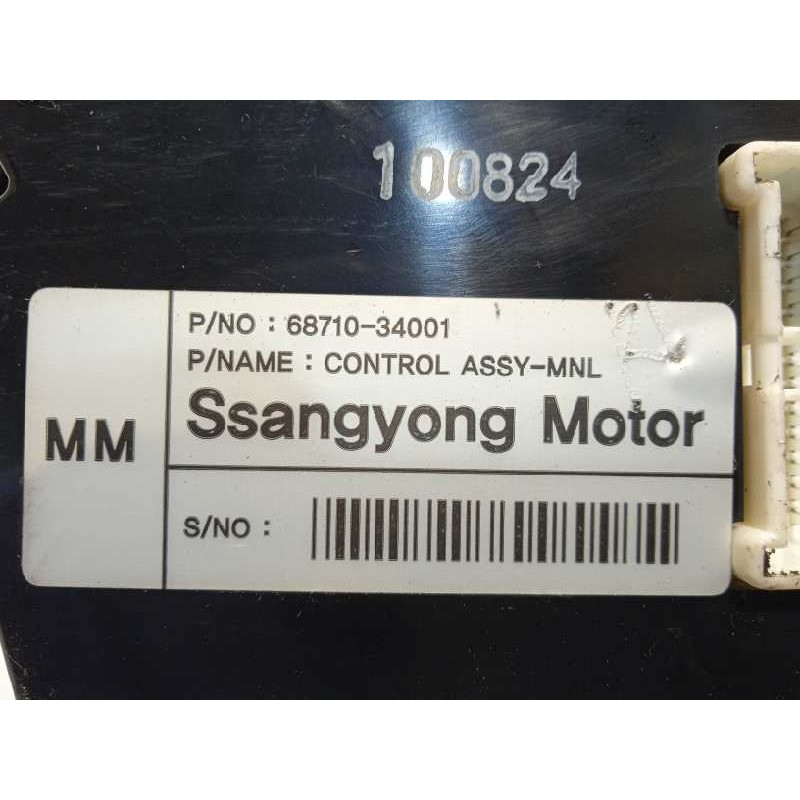 100824
P/NO : 68710-34001
P/NAME : CONTROL ASSY-MNL
MM
Ssangyong Motor
S/NO :